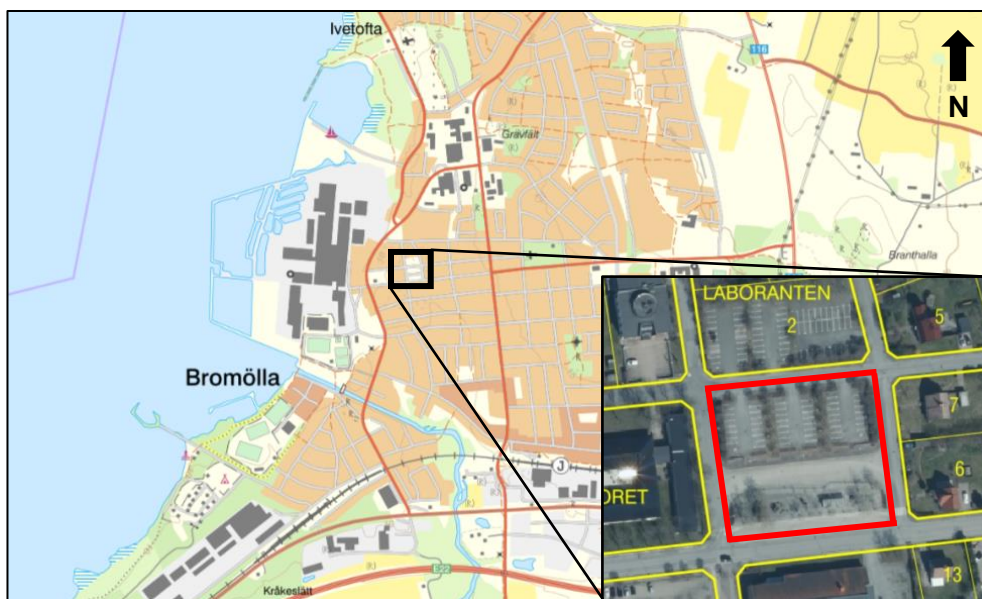 Ivetofta
116
N
Gravfält
Branthalla
Bromölla
J
E22
Kråkeslätt
LABORANTEN
2
5
7
6
ORET
13